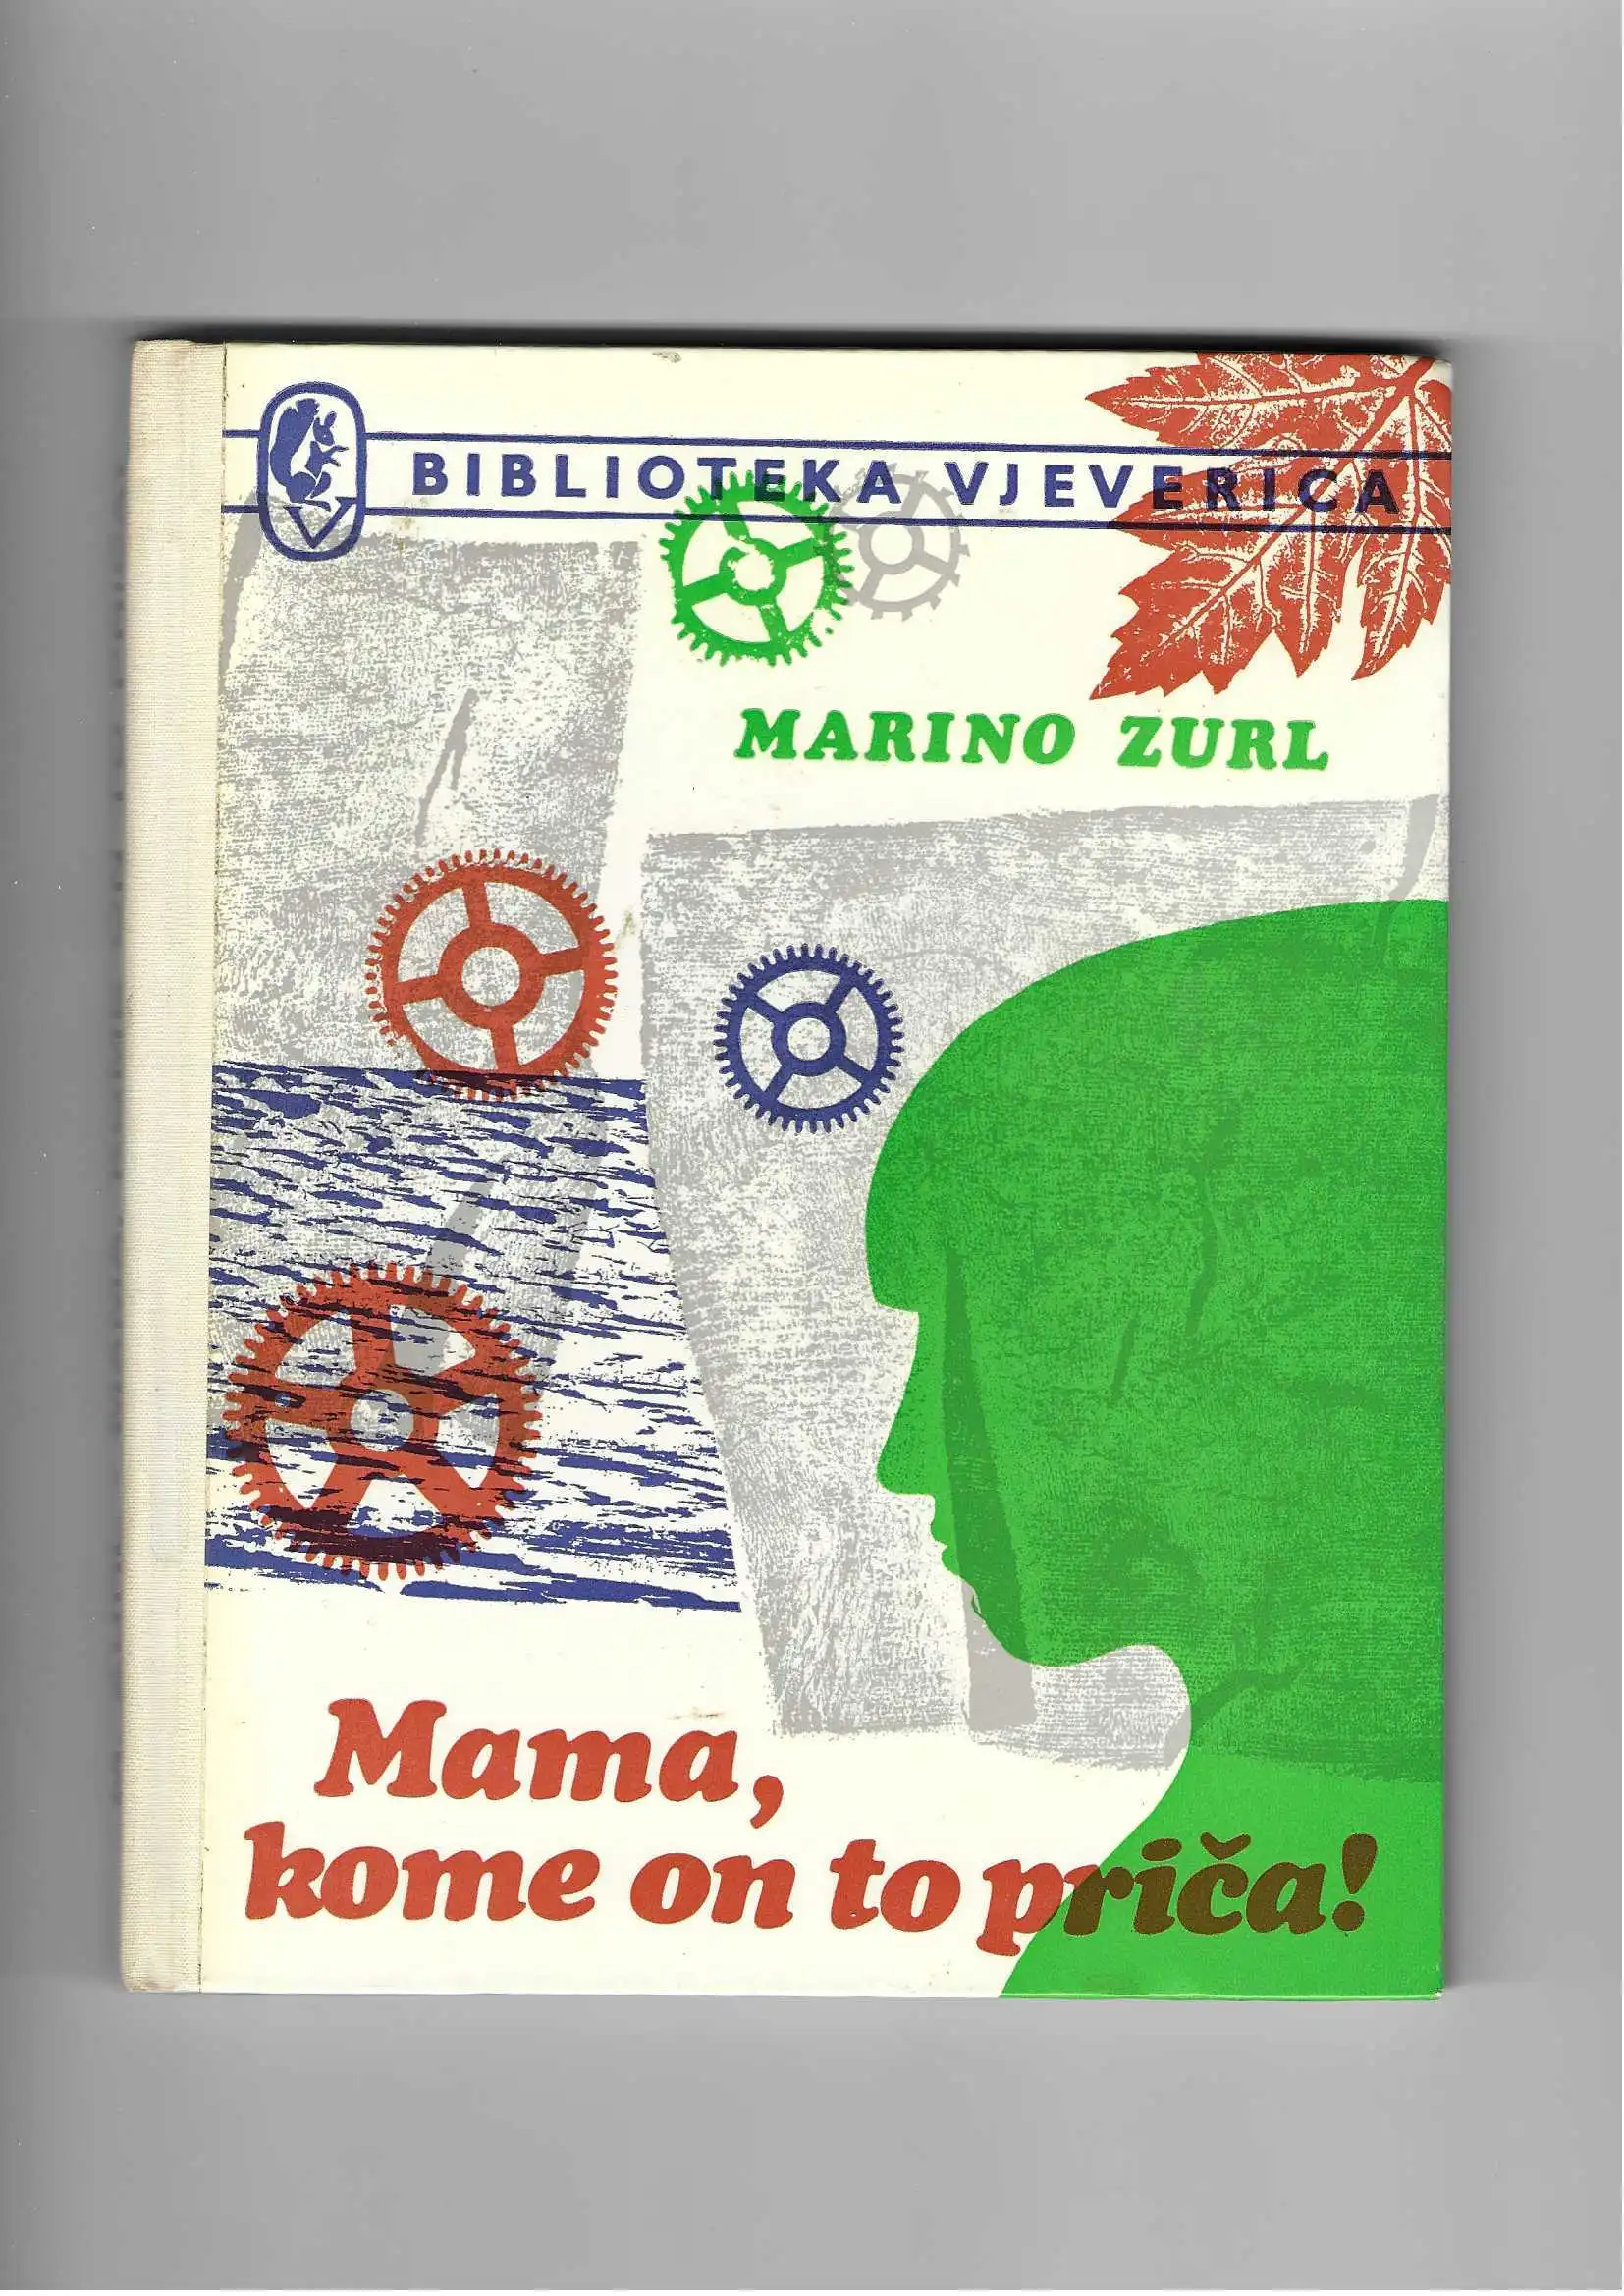 BIBLIOTEKA VJEVERICA
MARINO ZURL
Mama,
kome on to priča!